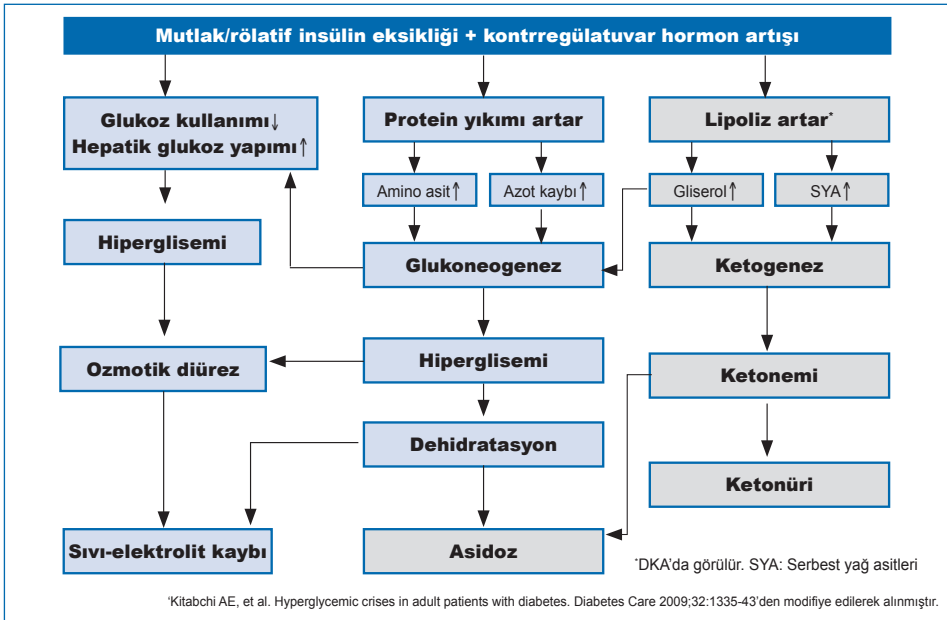 Mutlak/rölatif insülin eksikliği + kontrregülatuvar hormon artışı
Glukoz kullanımı↓
Hepatik glukoz yapımı↑
Protein yıkımı artar
Lipoliz artar*
Amino asit↑
Azot kaybı↑
Gliserol↑
SYA↑
Hiperglisemi
Glukoneogenez
Ketogenez
Ozmotik diürez
Hiperglisemi
Ketonemi
Dehidratasyon
Ketonüri
Sıvı-elektrolit kaybı
Asidoz
*DKA'da görülür. SYA: Serbest yağ asitleri
‘Kitabchi AE, et al. Hyperglycemic crises in adult patients with diabetes. Diabetes Care 2009;32:1335-43’den modifiye edilerek alınmıştır.